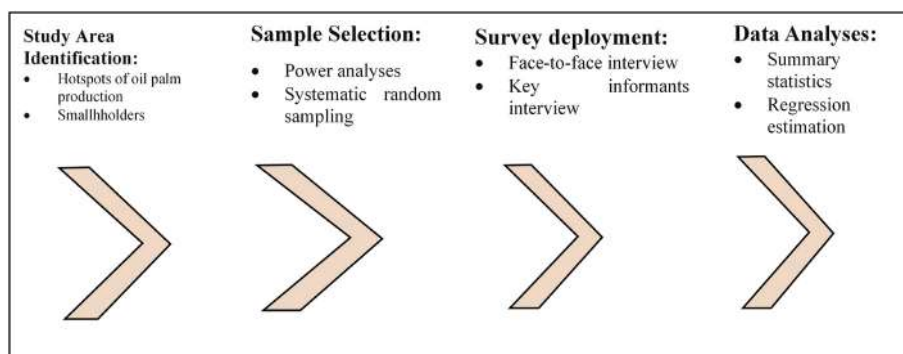 Study Area
Identification:
• Hotspots of oil palm
production
• Smallhholders
Sample Selection:
• Power analyses
• Systematic random
sampling
Survey deployment:
• Face-to-face interview
• Key informants
interview
Data Analyses:
• Summary
statistics
• Regression
estimation